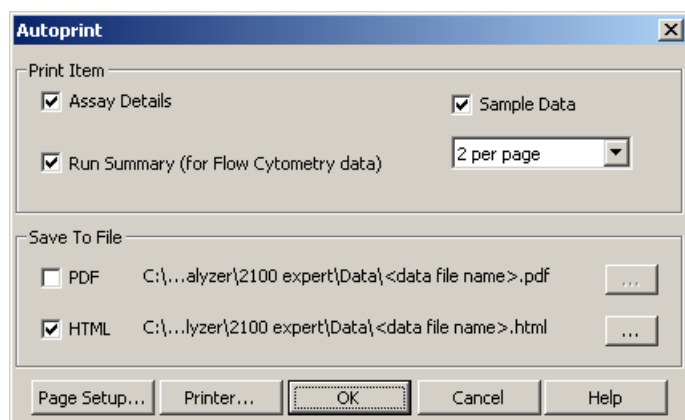 Autoprint
Print Item
Assay Details
Sample Data
Run Summary (for Flow Cytometry data)
2 per page
Save To File
PDF C:\...alyzer\2100 expert\Data\<data file name>.pdf ...
HTML C:\...lyzer\2100 expert\Data\<data file name>.html ...
Page Setup... Printer... OK Cancel Help